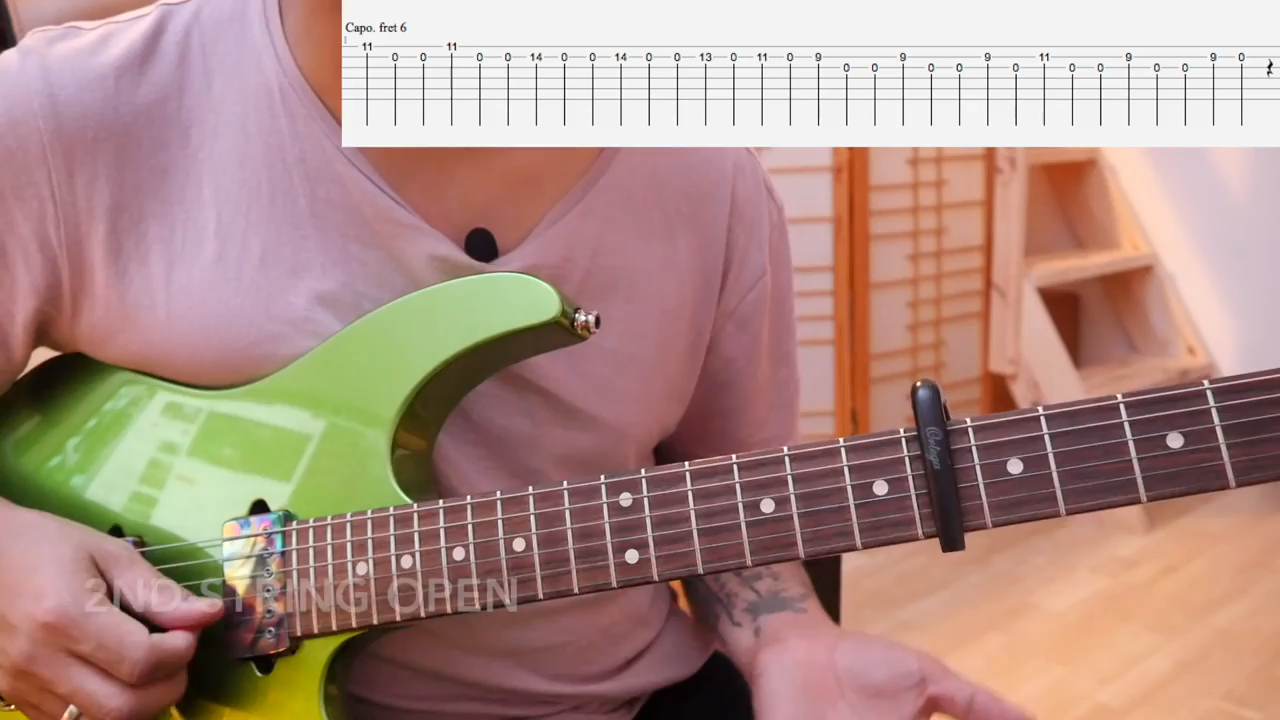 Capo. fret 6
1
11 11
0 0 0 0 14 0 0 14 0 0 13 0 11 0 9 9 9 11 9 9 0
0 0 0 0 0 0 0 0 0
2ND STRING OPEN